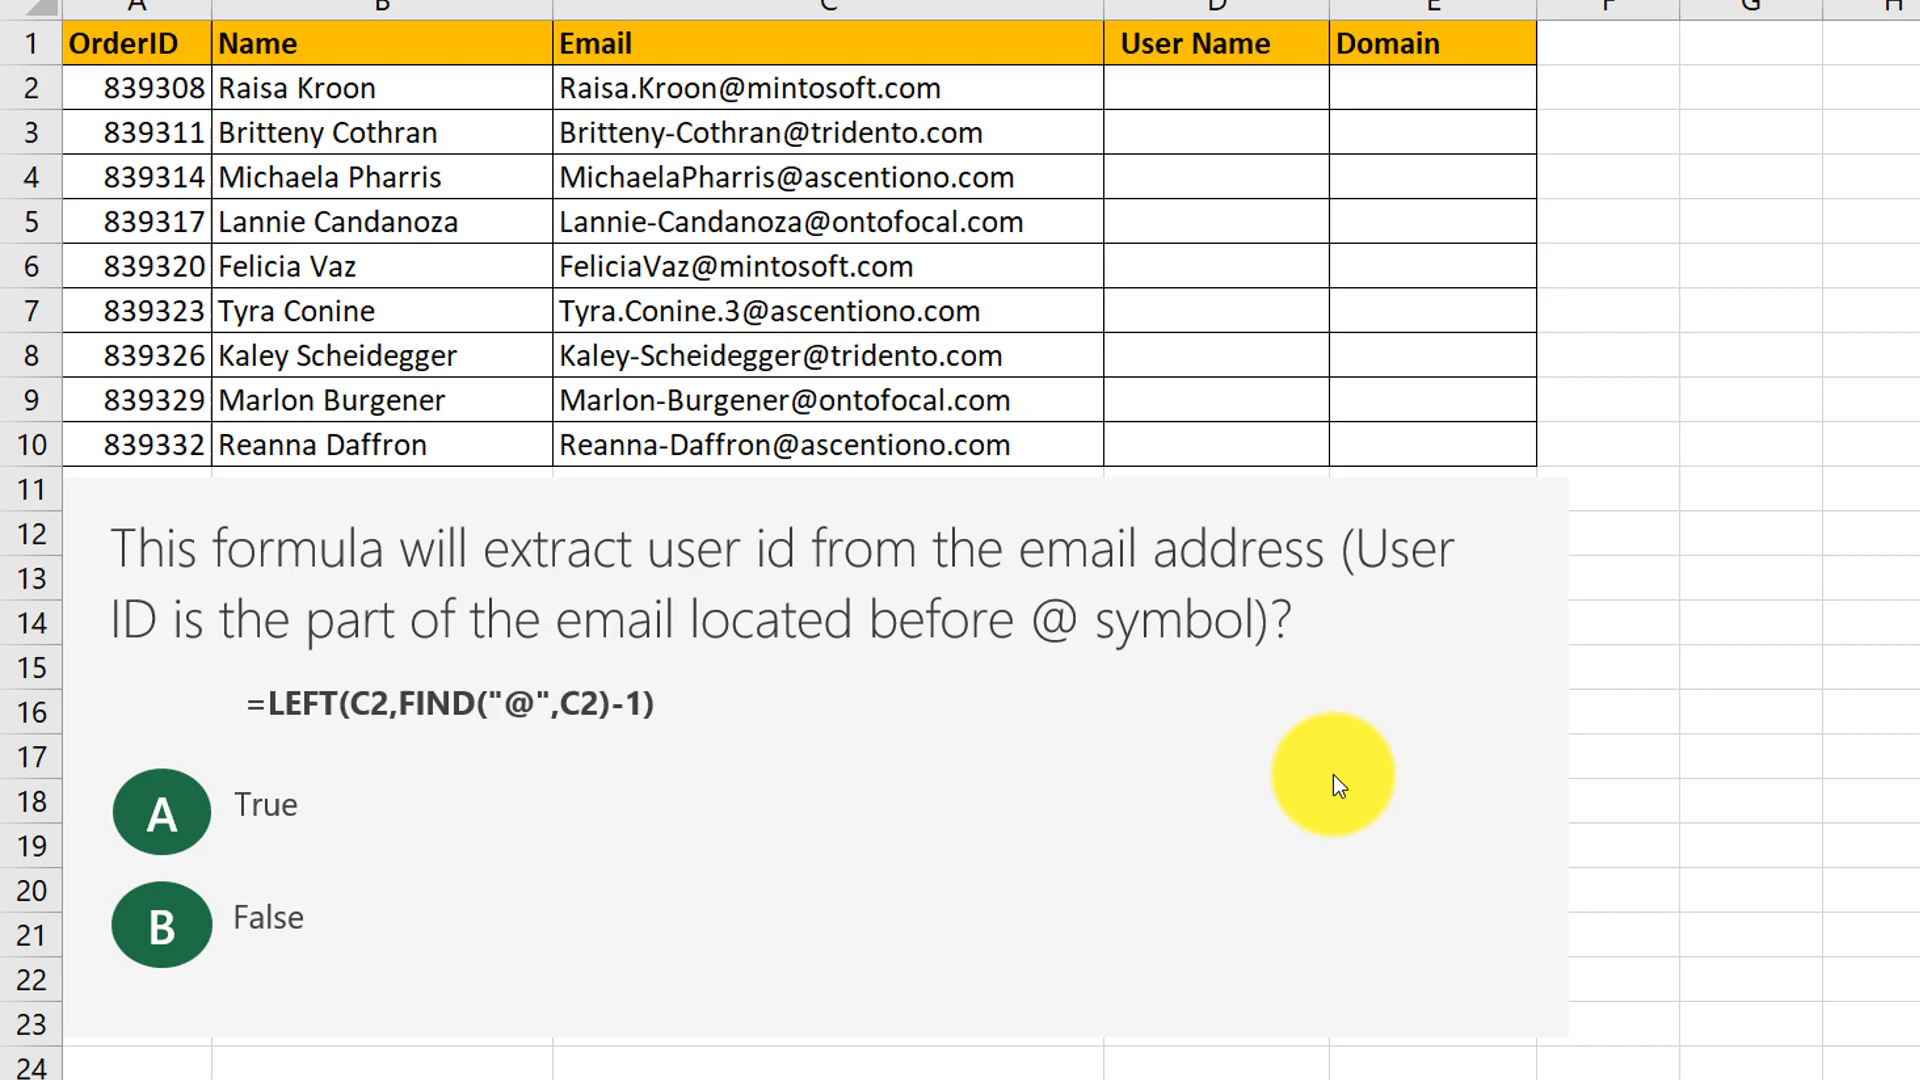 A B C D E F G H
1 OrderID Name Email User Name Domain
2 839308 Raisa Kroon Raisa.Kroon@mintosoft.com
3 839311 Britteny Cothran Britteny-Cothran@tridento.com
4 839314 Michaela Pharris MichaelaPharris@ascentiono.com
5 839317 Lannie Candanoza Lannie-Candanoza@ontofocal.com
6 839320 Felicia Vaz FeliciaVaz@mintosoft.com
7 839323 Tyra Conine Tyra.Conine.3@ascentiono.com
8 839326 Kaley Scheidegger Kaley-Scheidegger@tridento.com
9 839329 Marlon Burgener Marlon-Burgener@ontofocal.com
10 839332 Reanna Daffron Reanna-Daffron@ascentiono.com
11
12 This formula will extract user id from the email address (User
13
14 ID is the part of the email located before @ symbol)?
15
16 =LEFT(C2,FIND("@",C2)-1)
17
18 A True
19
20
21 B False
22
23
24